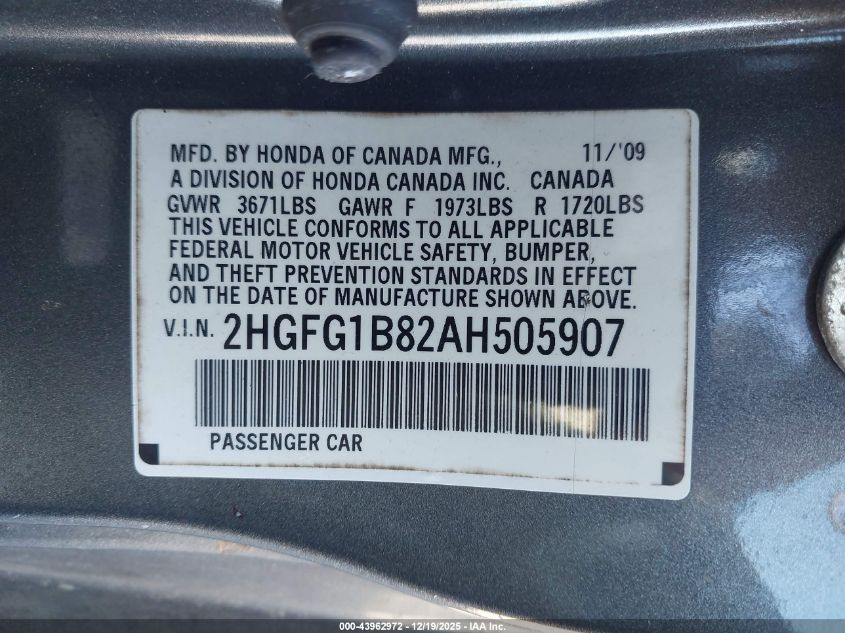 MFD. BY HONDA OF CANADA MFG., 11/'09
A DIVISION OF HONDA CANADA INC. CANADA
GVWR 3671LBS GAWR F 1973LBS R 1720LBS
THIS VEHICLE CONFORMS TO ALL APPLICABLE
FEDERAL MOTOR VEHICLE SAFETY, BUMPER,
AND THEFT PREVENTION STANDARDS IN EFFECT
ON THE DATE OF MANUFACTURE SHOWN ABOVE.
V.I.N. 2HGFG1B82AH505907
PASSENGER CAR
000-43962972 - 12/19/2025 - IAA Inc.